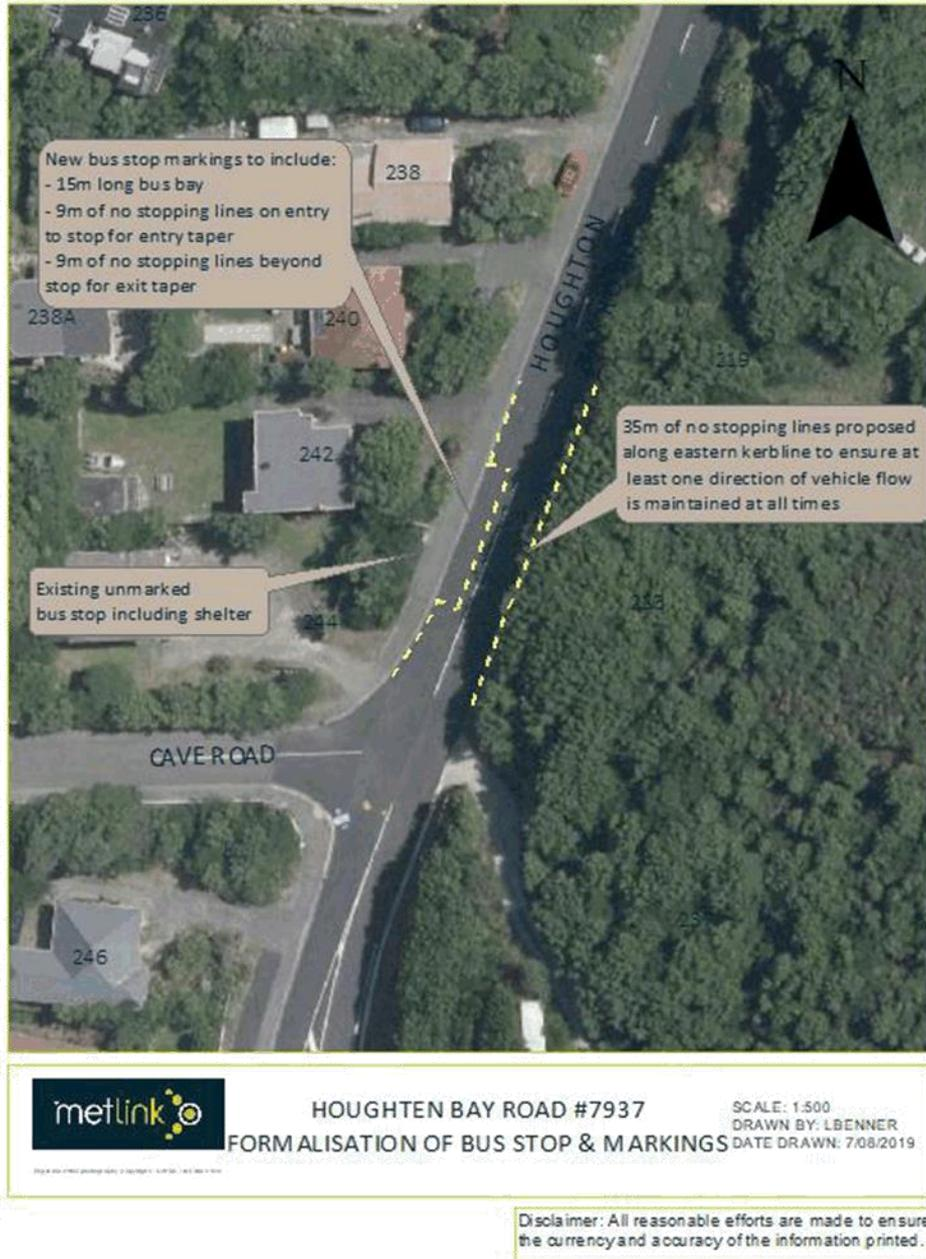 236
N
New bus stop markings to include:
- 15m long bus bay
- 9m of no stopping lines on entry
to stop for entry taper
- 9m of no stopping lines beyond
stop for exit taper
238
217
HOUGHTON
238A
240
219
35m of no stopping lines proposed
along eastern kerbline to ensure at
least one direction of vehicle flow
is maintained at all times
242
Existing unmarked
bus stop including shelter
244
CAVE ROAD
246
metlink
HOUGHTEN BAY ROAD #7937
FORMALISATION OF BUS STOP & MARKINGS
SCALE: 1:500
DRAWN BY: LBENNER
DATE DRAWN: 7/08/2019
Disclaimer: All reasonable efforts are made to ensure
the currency and accuracy of the information printed.